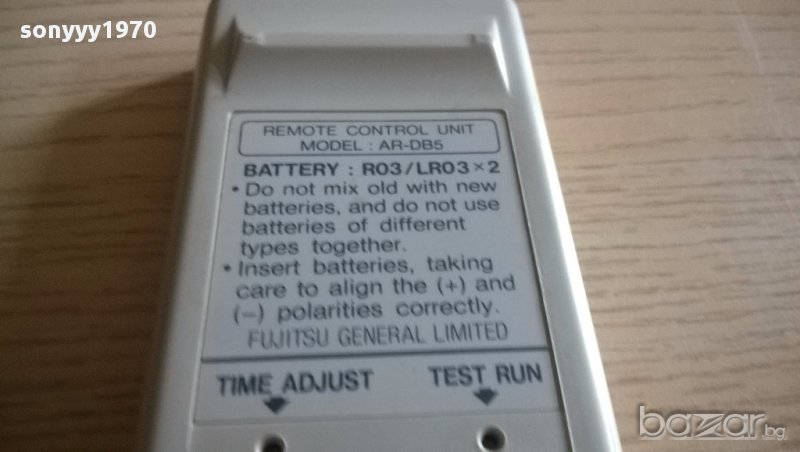 sonyyy1970
REMOTE CONTROL UNIT
MODEL : AR-DB5
BATTERY : R03/LR03×2
• Do not mix old with new
batteries, and do not use
batteries of different
types together.
• Insert batteries, taking
care to align the (+) and
(−) polarities correctly.
FUJITSU GENERAL LIMITED
TIME ADJUST TEST RUN
bazar.bg